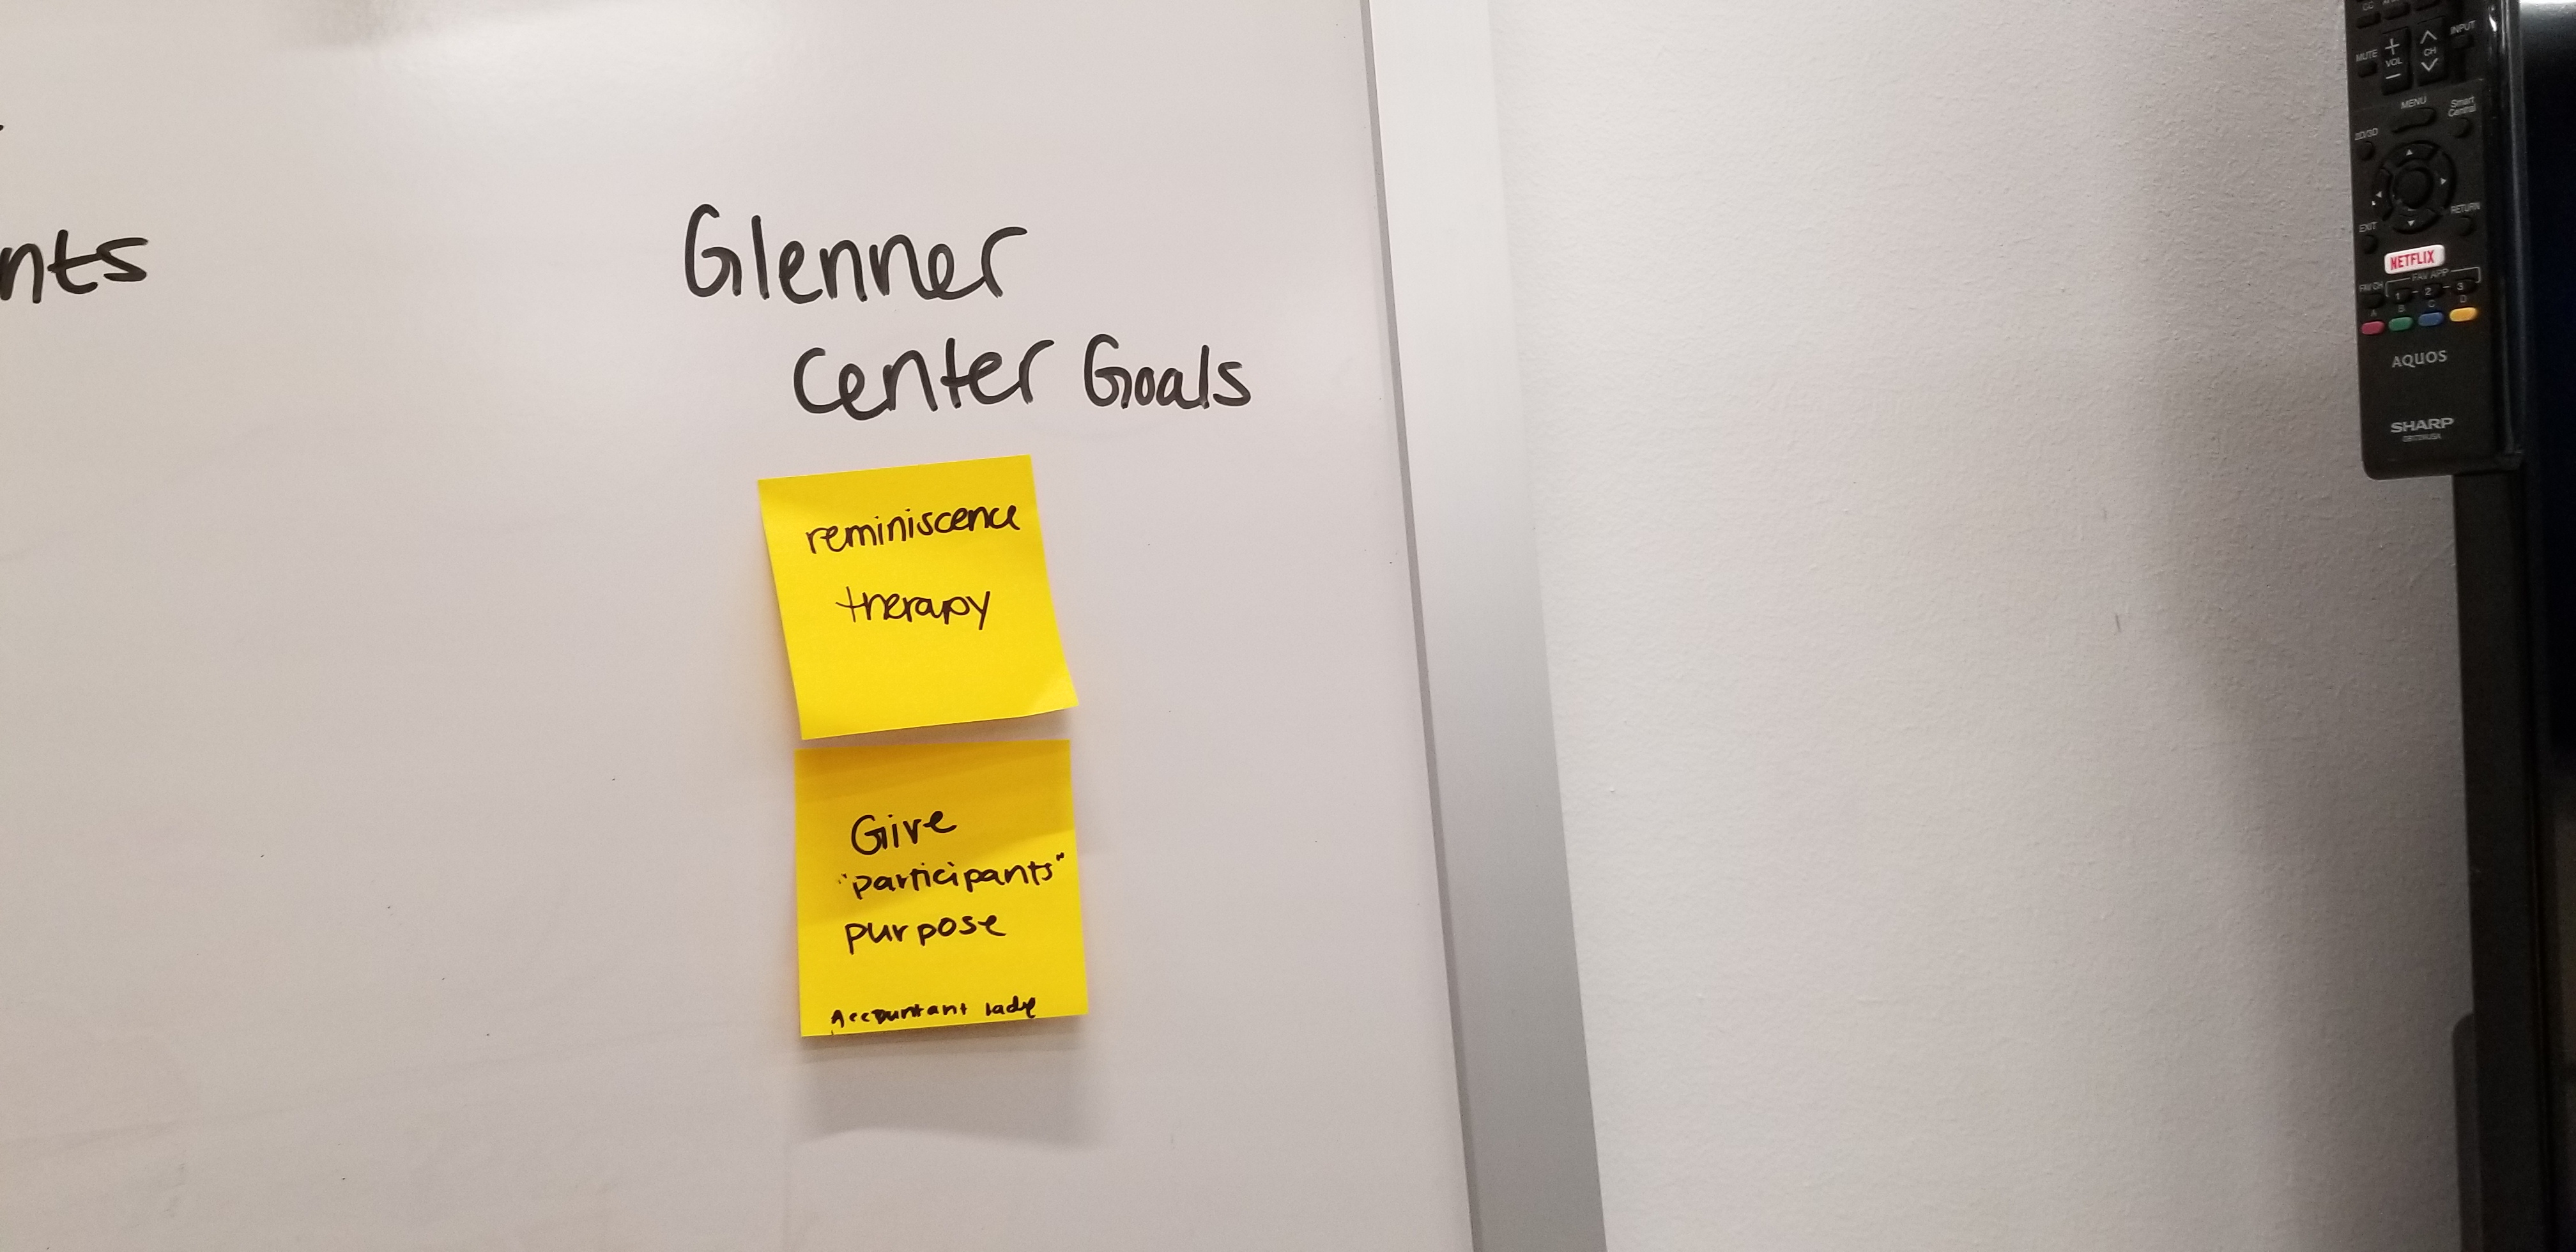 nts
Glenner
center Goals
reminiscence
therapy
Give
"participants"
purpose
Accountant lady
CC
MUTE
+
VOL
−
CH
INPUT
MENU
Smart
Central
2D/3D
EXIT
RETURN
NETFLIX
FAV APP
FAV CH
1 2 3
A B C D
AQUOS
SHARP